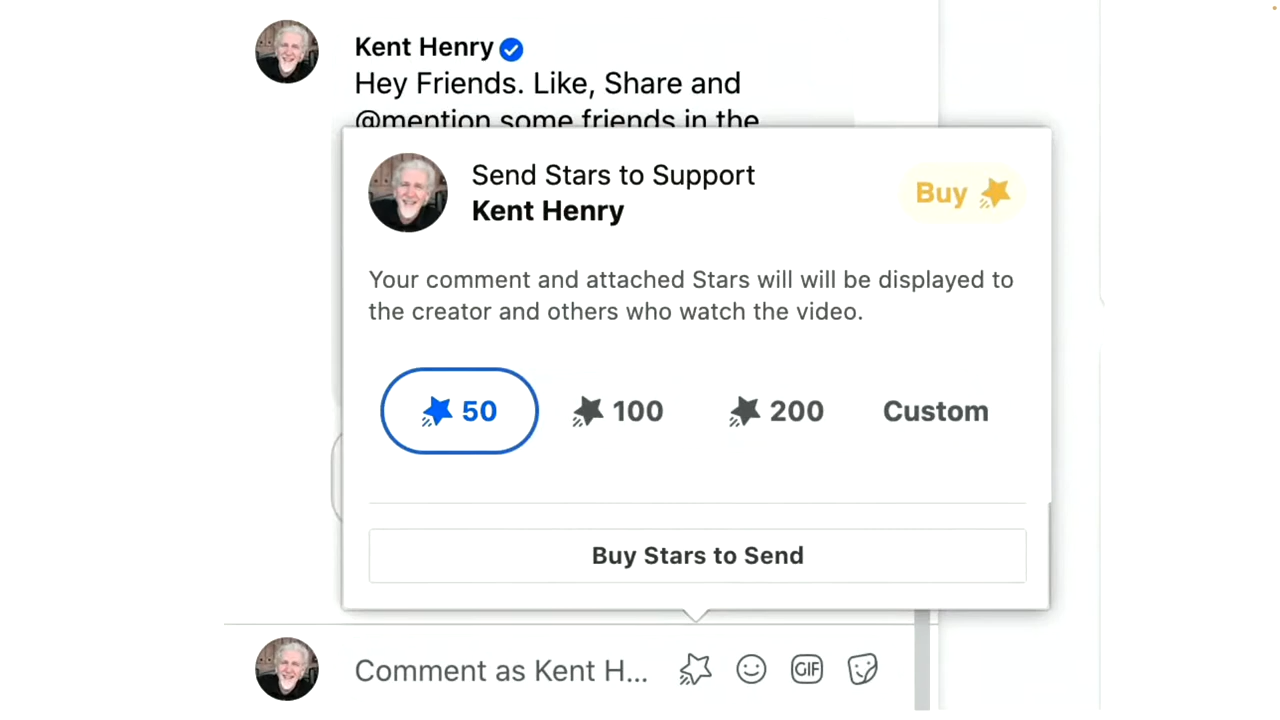 Kent Henry
Hey Friends. Like, Share and
@mention some friends in the
Send Stars to Support
Kent Henry
Buy
Your comment and attached Stars will will be displayed to
the creator and others who watch the video.
50 100 200 Custom
Buy Stars to Send
Comment as Kent H... GIF